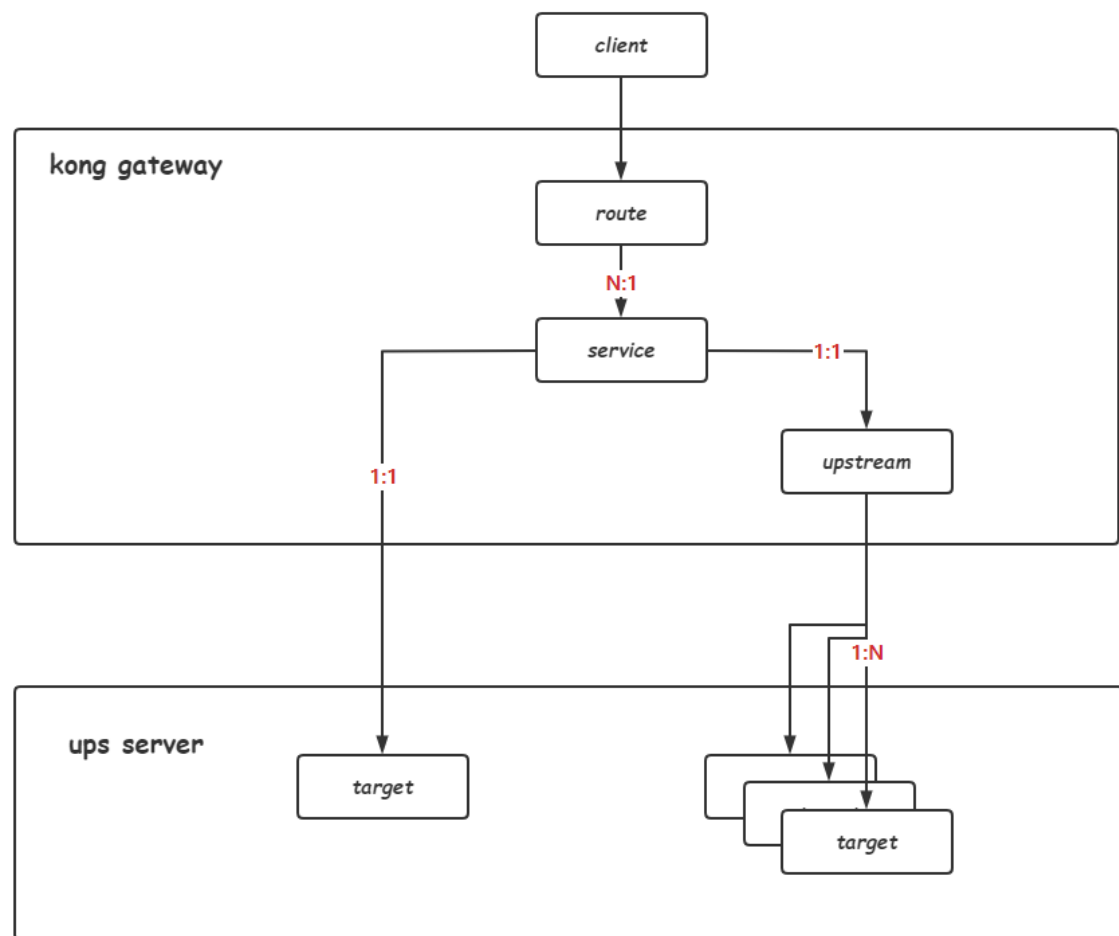 client
kong gateway
route
N:1
service
1:1
upstream
1:1
1:N
ups server
target
target